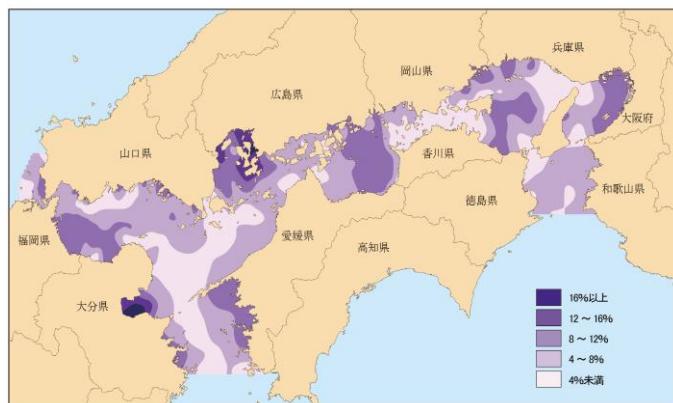 兵庫県
岡山県
広島県
大阪府
山口県
香川県
和歌山県
徳島県
愛媛県
福岡県
高知県
大分県
16%以上
12～16%
8～12%
4～8%
4%未満